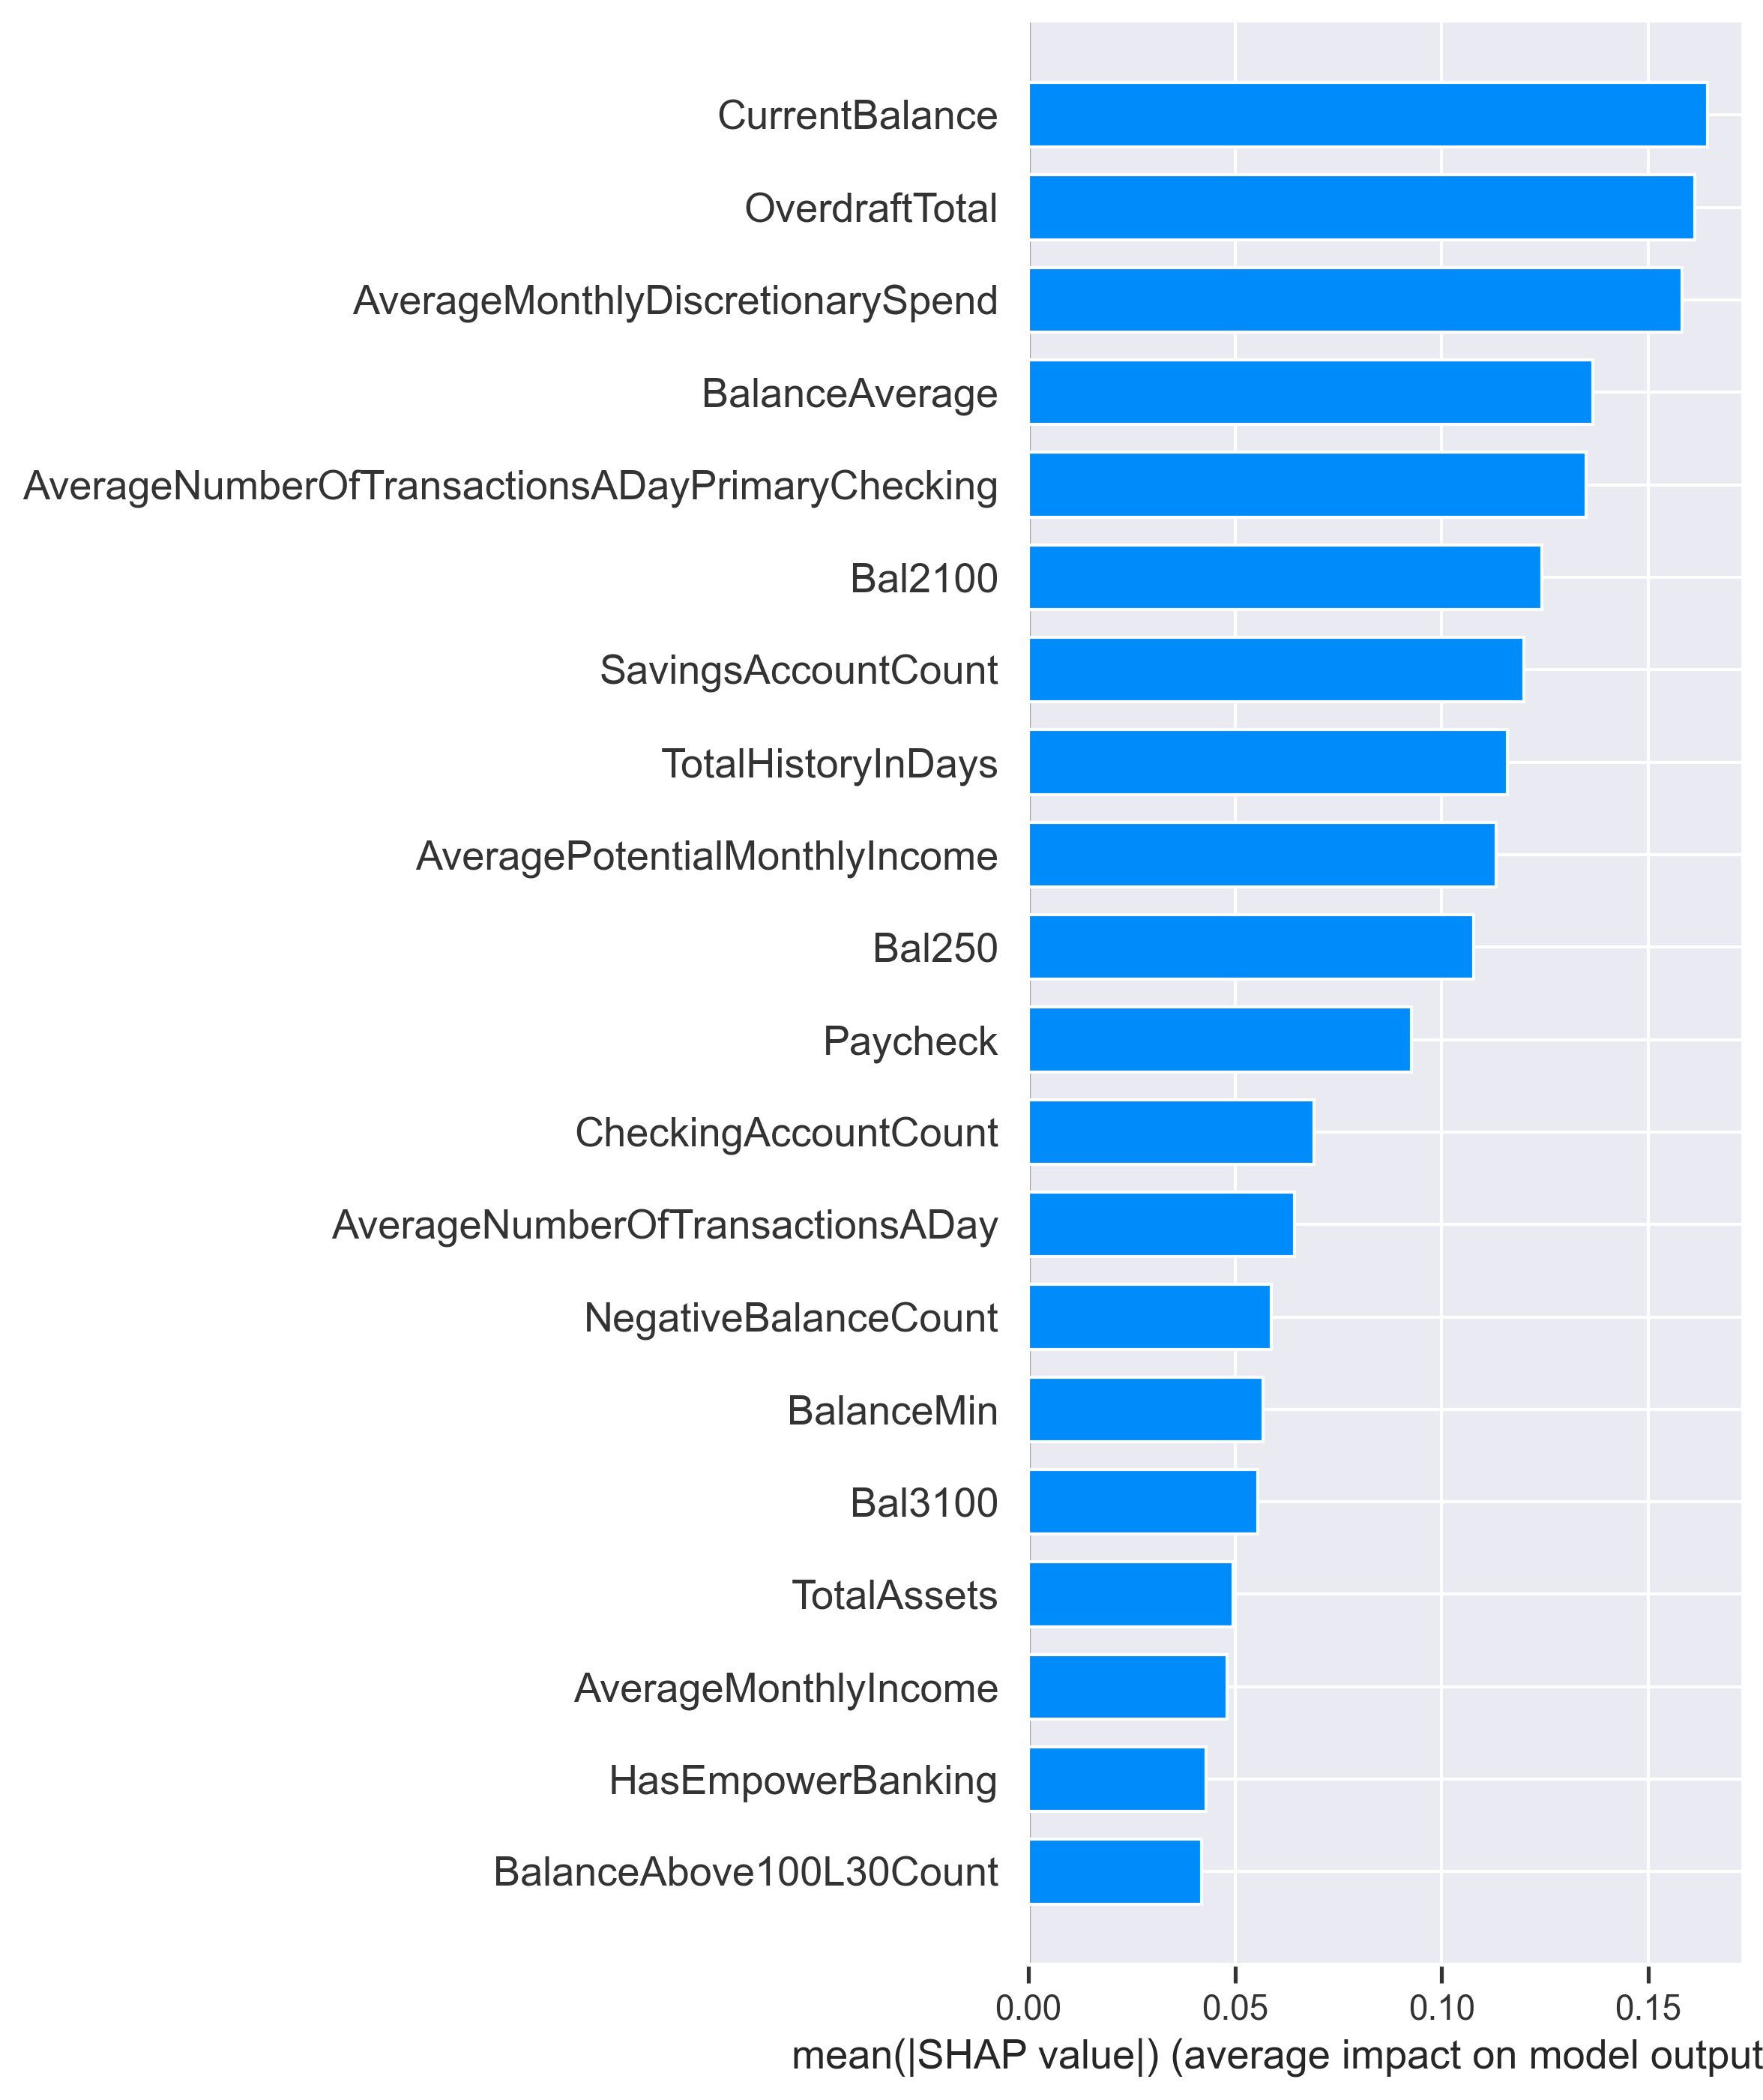 CurrentBalance
OverdraftTotal
AverageMonthlyDiscretionarySpend
BalanceAverage
AverageNumberOfTransactionsADayPrimaryChecking
Bal2100
SavingsAccountCount
TotalHistoryInDays
AveragePotentialMonthlyIncome
Bal250
Paycheck
CheckingAccountCount
AverageNumberOfTransactionsADay
NegativeBalanceCount
BalanceMin
Bal3100
TotalAssets
AverageMonthlyIncome
HasEmpowerBanking
BalanceAbove100L30Count
0.00 0.05 0.10 0.15
mean(|SHAP value|) (average impact on model output